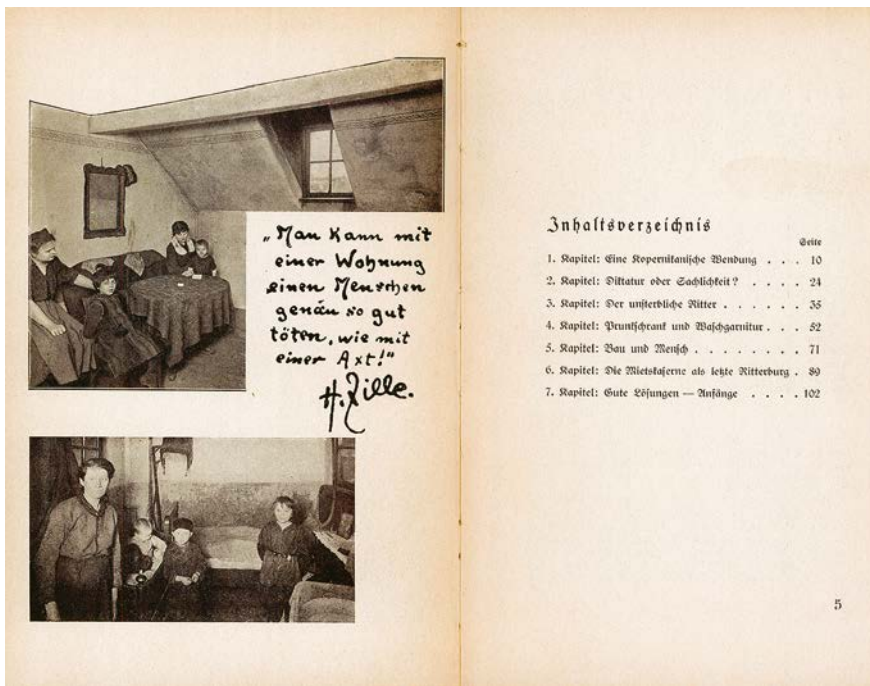 „Man kann mit
einer Wohnung
einen Menschen
genäu so gut
töten, wie mit
einer Axt!"
H. Zille.
Inhaltsverzeichnis
Seite
1. Kapitel: Eine Kopernikanische Wendung . . . 10
2. Kapitel: Diktatur oder Sachlichkeit? . . . . 24
3. Kapitel: Der unsterbliche Ritter . . . . . . 35
4. Kapitel: Prunkschrank und Waschgarnitur . . . 52
5. Kapitel: Bau und Mensch . . . . . . . . 71
6. Kapitel: Die Mietskaserne als letzte Ritterburg . 89
7. Kapitel: Gute Lösungen — Anfänge . . . . 102
5